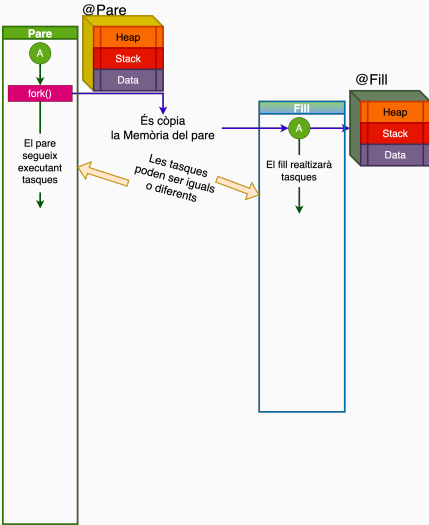 @Pare
Pare
Heap
Stack
Data
A
fork()
És còpia
la Memòria del pare
@Fill
Fill
Heap
Stack
Data
A
El pare
segueix
executant
tasques
Les tasques
poden ser iguals
o diferents
El fill realtizarà
tasques